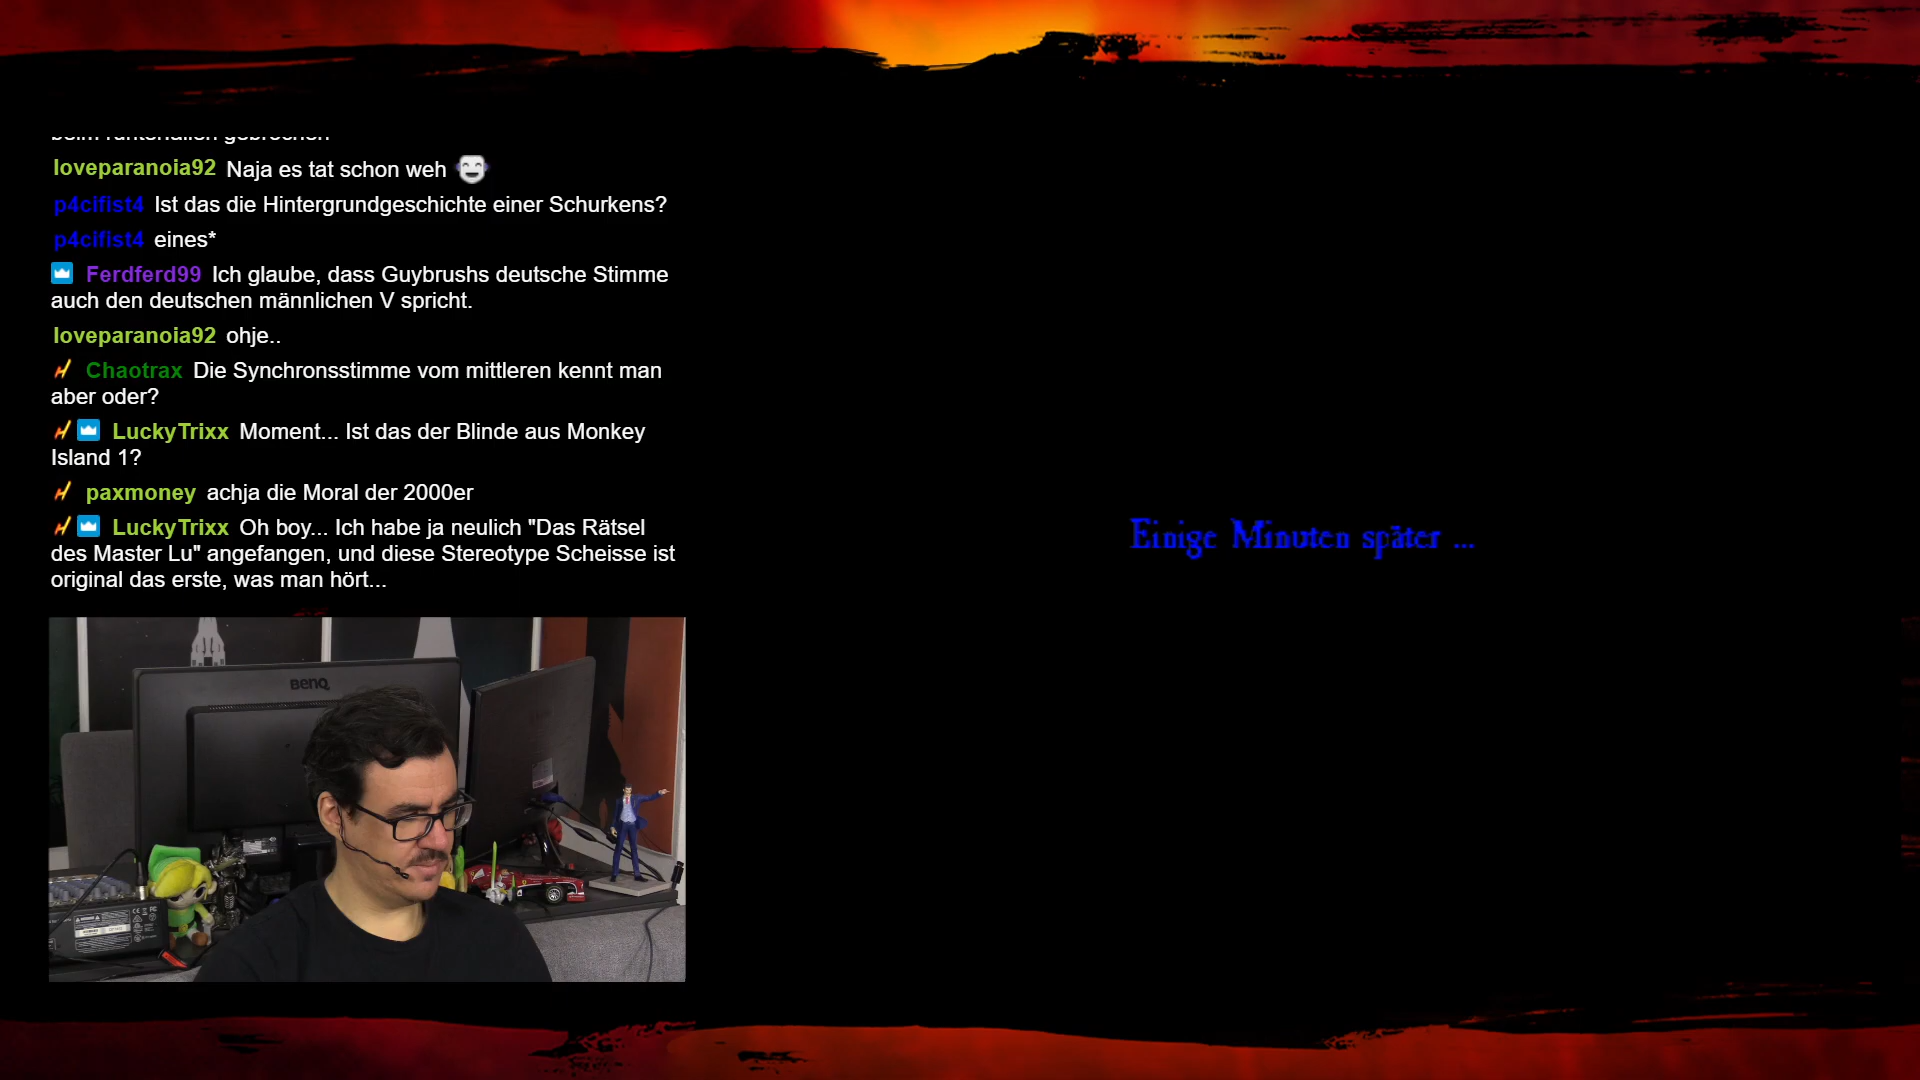 loveparanoia92 Naja es tat schon weh
p4cifist4 Ist das die Hintergrundgeschichte einer Schurkens?
p4cifist4 eines*
Ferdferd99 Ich glaube, dass Guybrushs deutsche Stimme
auch den deutschen männlichen V spricht.
loveparanoia92 ohje..
Chaotrax Die Synchronsstimme vom mittleren kennt man
aber oder?
LuckyTrixx Moment... Ist das der Blinde aus Monkey
Island 1?
paxmoney achja die Moral der 2000er
LuckyTrixx Oh boy... Ich habe ja neulich "Das Rätsel
des Master Lu" angefangen, und diese Stereotype Scheisse ist
original das erste, was man hört...
Einige Minuten später ...
BenQ